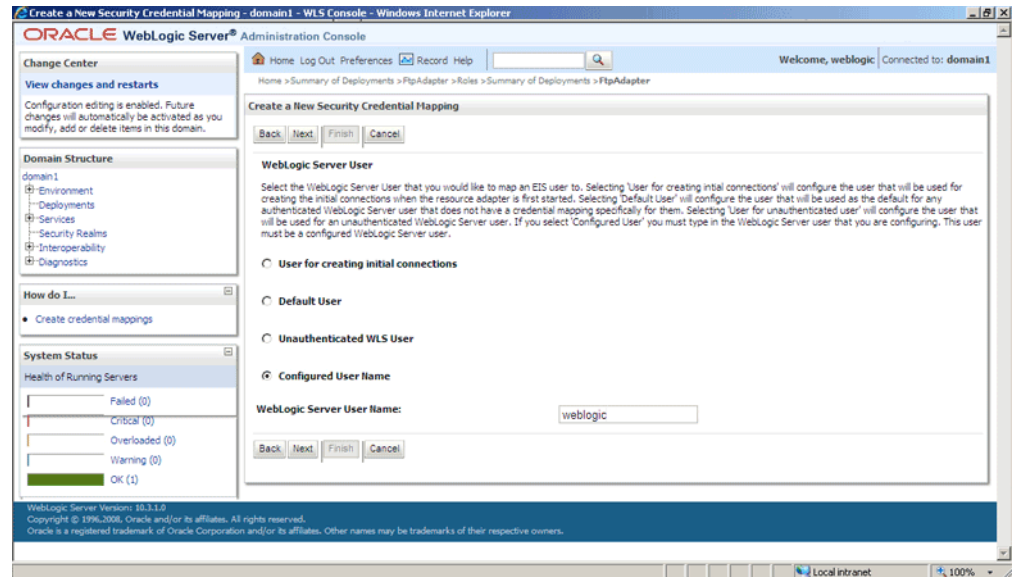 Create a New Security Credential Mapping - domain1 - WLS Console - Windows Internet Explorer
ORACLE WebLogic Server® Administration Console
Change Center
View changes and restarts
Configuration editing is enabled. Future
changes will automatically be activated as you
modify, add or delete items in this domain.
Domain Structure
domain1
Environment
Deployments
Services
Security Realms
Interoperability
Diagnostics
How do I...
Create credential mappings
System Status
Health of Running Servers
Failed (0)
Critical (0)
Overloaded (0)
Warning (0)
OK (1)
Home Log Out Preferences Record Help
Welcome, weblogic Connected to: domain1
Home >Summary of Deployments >FtpAdapter >Roles >Summary of Deployments >FtpAdapter
Create a New Security Credential Mapping
Back Next Finish Cancel
WebLogic Server User
Select the WebLogic Server User that you would like to map an EIS user to. Selecting 'User for creating intial connections' will configure the user that will be used for
creating the initial connections when the resource adapter is first started. Selecting 'Default User' will configure the user that will be used as the default for any
authenticated WebLogic Server user that does not have a credential mapping specifically for them. Selecting 'User for unauthenticated user' will configure the user that
will be used for an unauthenticated WebLogic Server user. If you select 'Configured User' you must type in the WebLogic Server user that you are configuring. This user
must be a configured WebLogic Server user.
User for creating initial connections
Default User
Unauthenticated WLS User
Configured User Name
WebLogic Server User Name: weblogic
Back Next Finish Cancel
WebLogic Server Version: 10.3.1.0
Copyright © 1996,2008, Oracle and/or its affiliates. All rights reserved.
Oracle is a registered trademark of Oracle Corporation and/or its affiliates. Other names may be trademarks of their respective owners.
Local intranet 100%